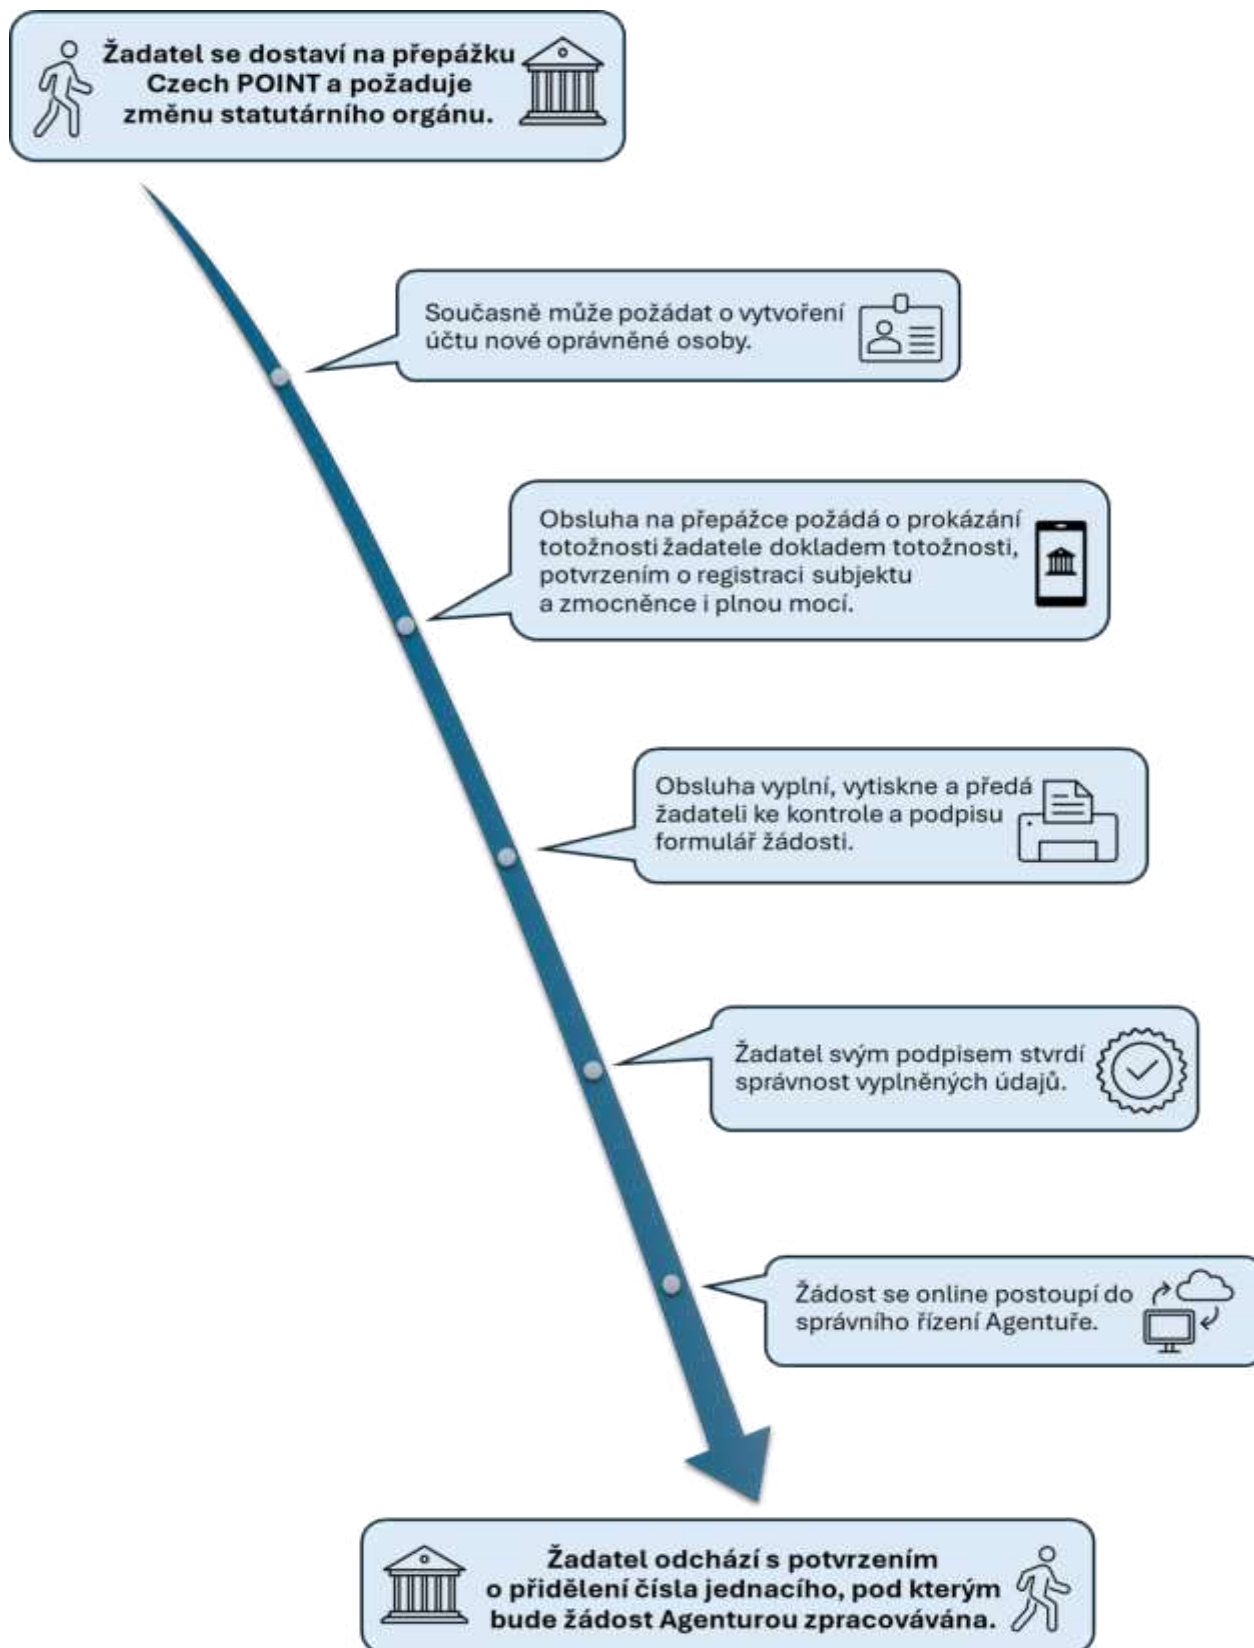 Žadatel se dostaví na přepážku
Czech POINT a požaduje
změnu statutárního orgánu.
Současně může požádat o vytvoření
účtu nové oprávněné osoby.
Obsluha na přepážce požádá o prokázání
totožnosti žadatele dokladem totožnosti,
potvrzením o registraci subjektu
a zmocněnce i plnou mocí.
Obsluha vyplní, vytiskne a předá
žadateli ke kontrole a podpisu
formulář žádosti.
Žadatel svým podpisem stvrdí
správnost vyplněných údajů.
Žádost se online postoupí do
správního řízení Agentuře.
Žadatel odchází s potvrzením
o přidělení čísla jednacího, pod kterým
bude žádost Agenturou zpracovávána.